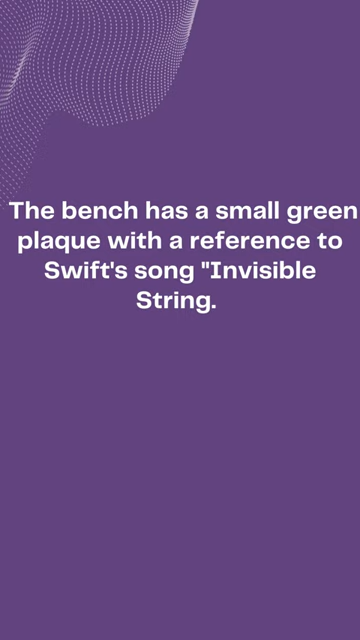 The bench has a small green
plaque with a reference to
Swift's song "Invisible
String.